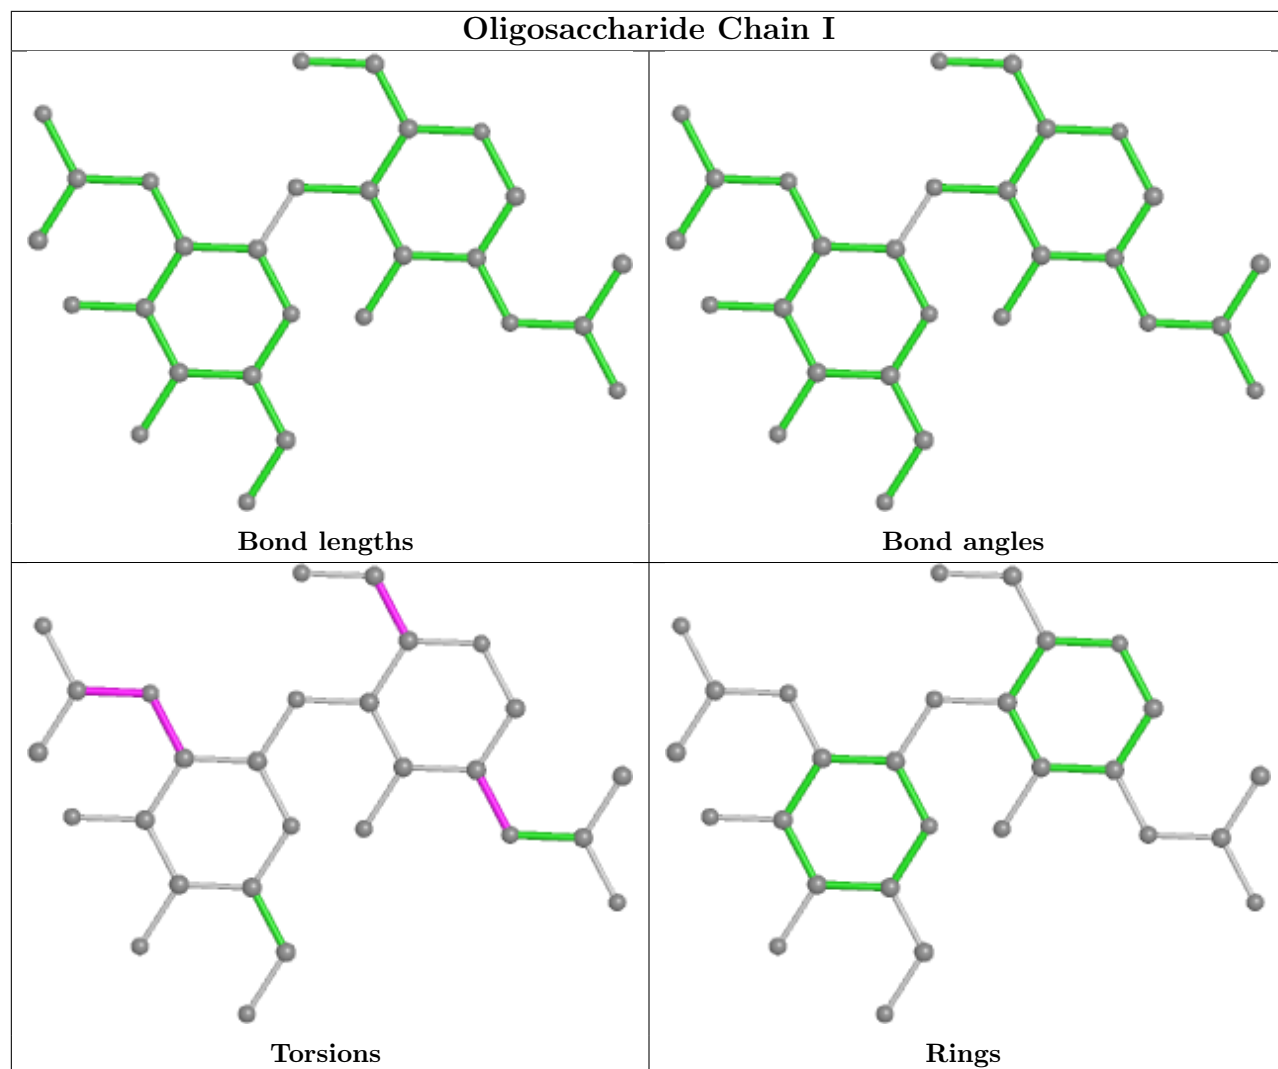 Oligosaccharide Chain I
Bond lengths
Bond angles
Torsions
Rings